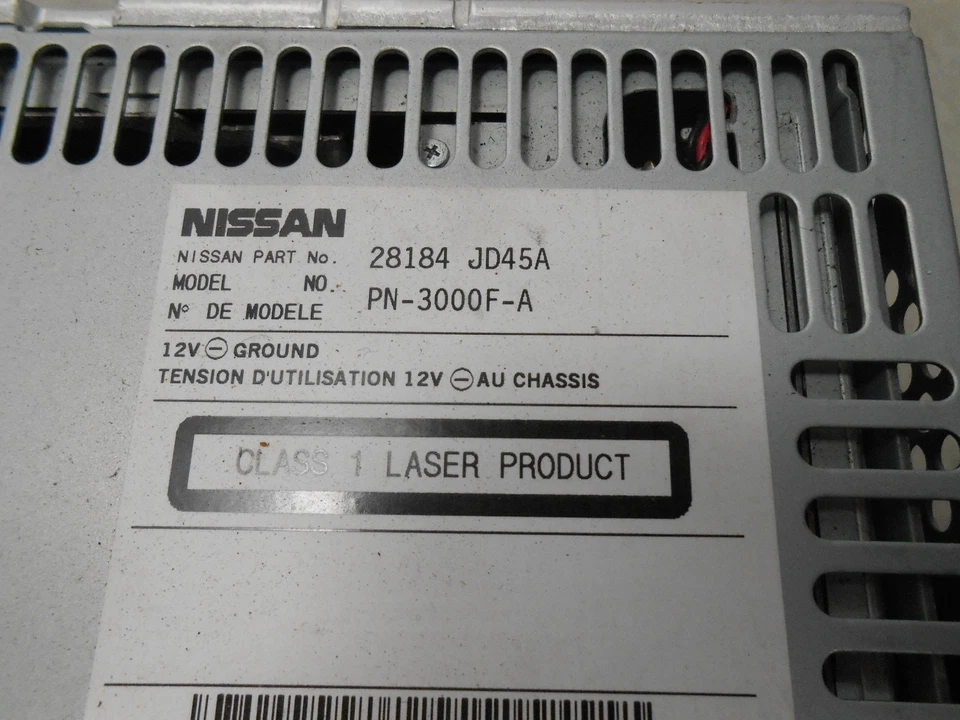 NISSAN
NISSAN PART No. 28184 JD45A
MODEL NO. PN-3000F-A
N° DE MODELE
12V ⊖ GROUND
TENSION D'UTILISATION 12V ⊖ AU CHASSIS
CLASS 1 LASER PRODUCT